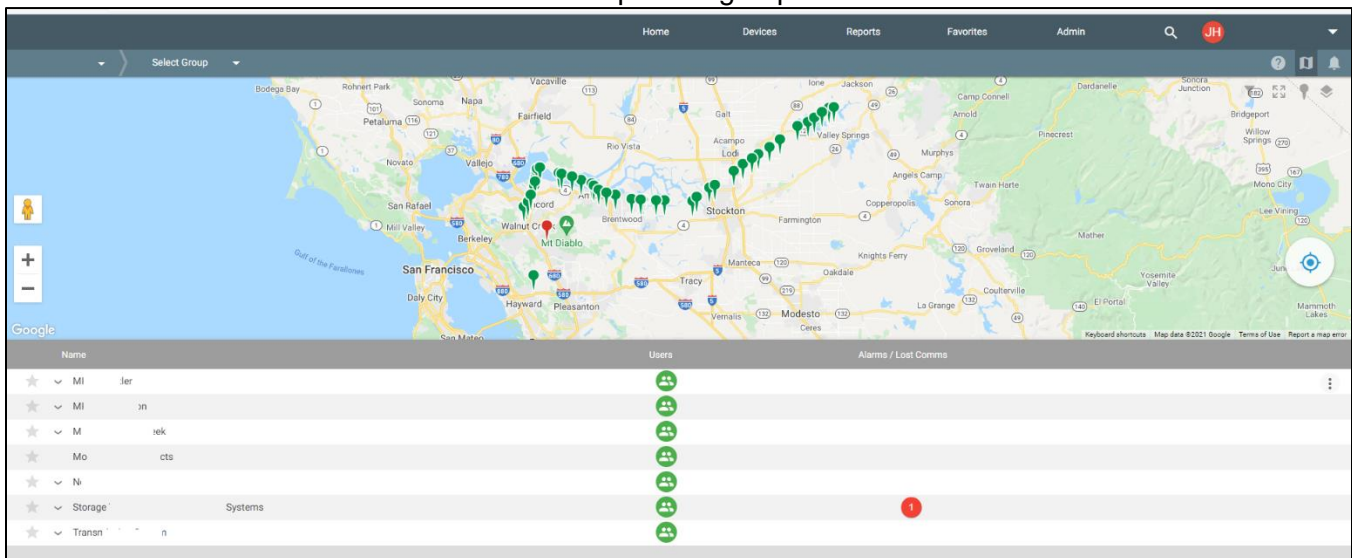 Home Devices Reports Favorites Admin JH
Select Group
Bodega Bay Rohnert Park Vacaville Ione Jackson Dardanelle Sonora Junction
Sonoma Napa Fairfield Galt Camp Connell
Petaluma Arnold Bridgeport
Rio Vista Acampo Valley Springs Pinecrest Willow Springs
Novato Vallejo Lodi Murphys
Angels Camp Mono City
San Rafael Brentwood Stockton Copperopolis Sonora Twain Harte
Mill Valley Walnut Farmington Lee Vining
Berkeley Mt Diablo Mather
Gulf of the Farallones San Francisco Manteca Knights Ferry Groveland
Tracy Oakdale Yosemite Valley
Daly City Hayward Pleasanton Coulterville
Vernalis Modesto La Grange El Portal Mammoth Lakes
Google San Mateo Ceres Keyboard shortcuts Map data ©2021 Google Terms of Use Report a map error
Name Users Alarms / Lost Comms
Storage Systems 1